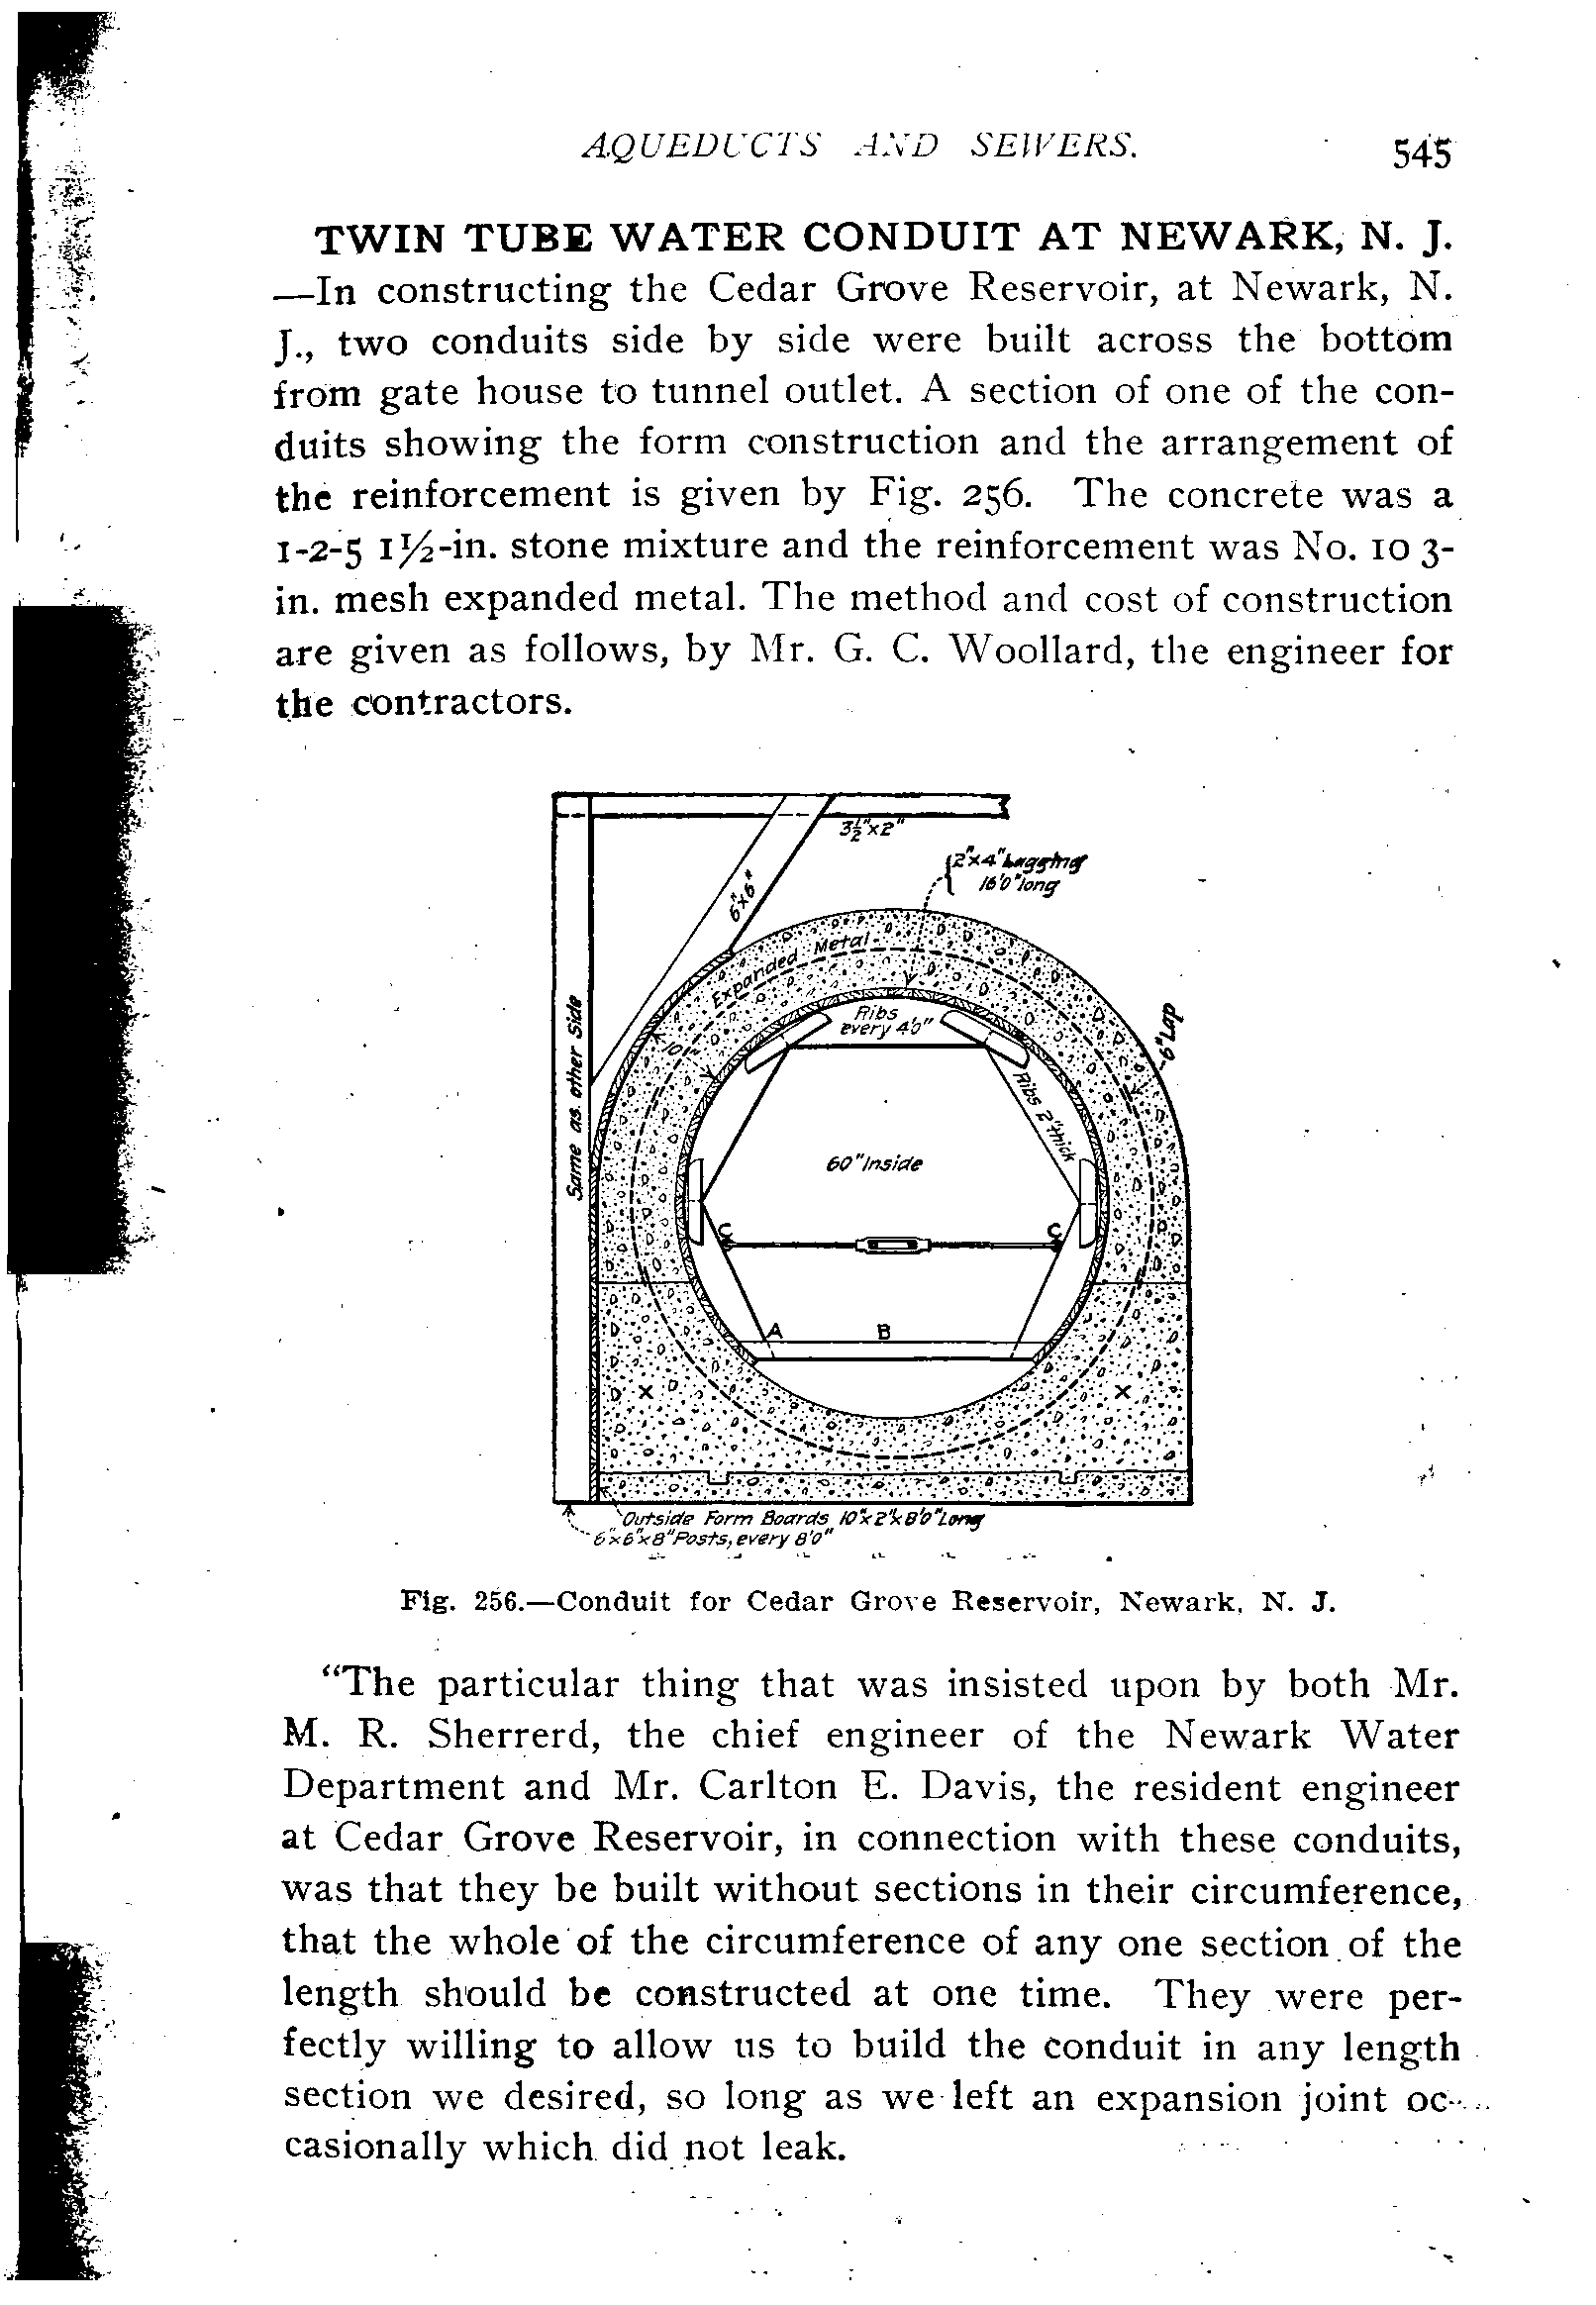 AQUEDUCTS AND SEWERS. 545
TWIN TUBE WATER CONDUIT AT NEWARK, N. J.
—In constructing the Cedar Grove Reservoir, at Newark, N.
J., two conduits side by side were built across the bottom
from gate house to tunnel outlet. A section of one of the con-
duits showing the form construction and the arrangement of
the reinforcement is given by Fig. 256. The concrete was a
1-2-5 1½-in. stone mixture and the reinforcement was No. 10 3-
in. mesh expanded metal. The method and cost of construction
are given as follows, by Mr. G. C. Woollard, the engineer for
the contractors.
3½"x2"
2"x4" Lagging
16'0" long
6"x6"
Expanded Metal
Same as other Side
Ribs
every 4'0"
10"
6" Lap
Ribs 2" thick
60" Inside
C C
A B
X X
Outside Form Boards 10"x2"x8'0" Long
6"x6"x8" Posts, every 8'0"
Fig. 256.—Conduit for Cedar Grove Reservoir, Newark, N. J.
"The particular thing that was insisted upon by both Mr.
M. R. Sherrerd, the chief engineer of the Newark Water
Department and Mr. Carlton E. Davis, the resident engineer
at Cedar Grove Reservoir, in connection with these conduits,
was that they be built without sections in their circumference,
that the whole of the circumference of any one section of the
length should be constructed at one time. They were per-
fectly willing to allow us to build the conduit in any length
section we desired, so long as we left an expansion joint oc-
casionally which did not leak.